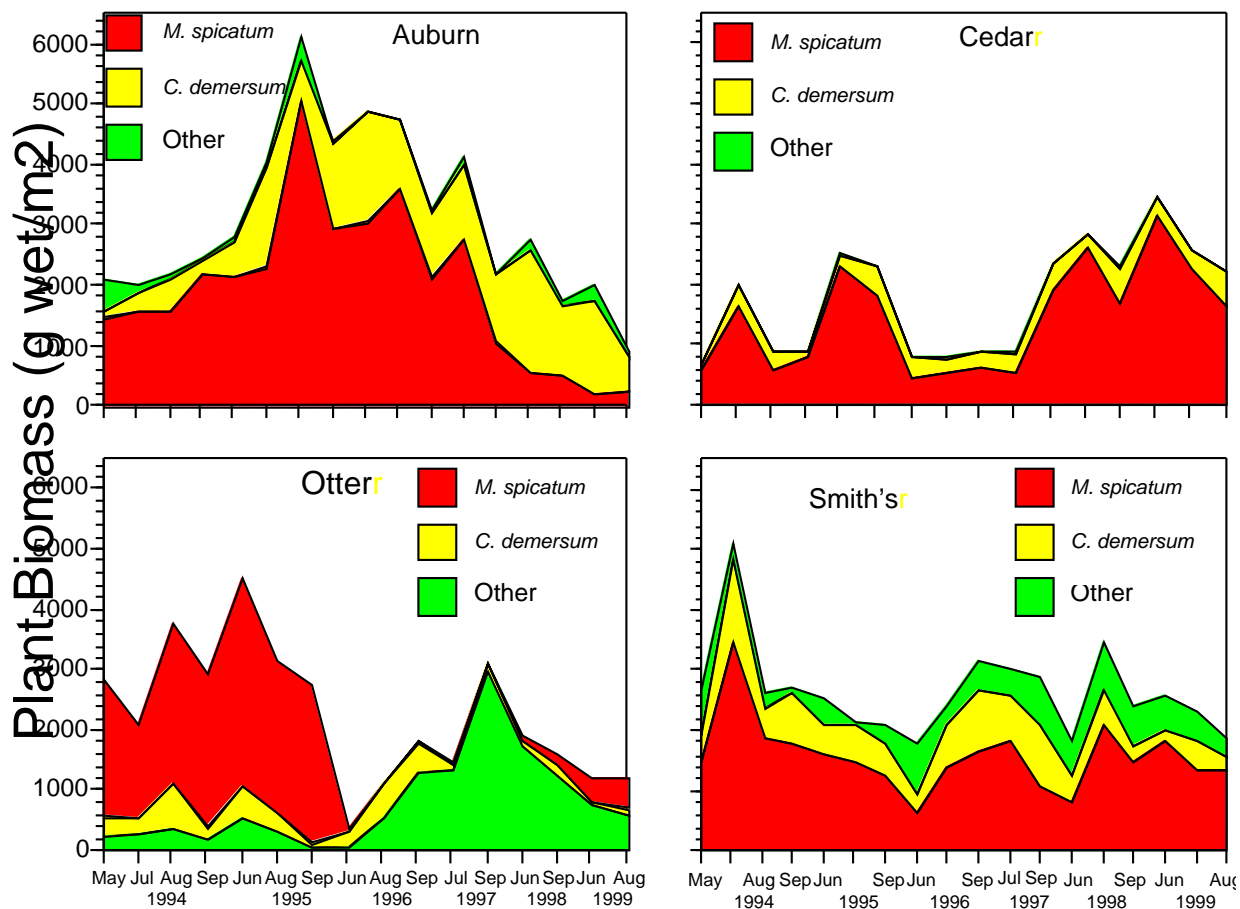 Plant Biomass (g wet/m2)
Auburn
M. spicatum
C. demersum
Other
6000
5000
4000
3000
2000
1000
0
Cedarr
M. spicatum
C. demersum
Other
Otterr
M. spicatum
C. demersum
Other
6000
5000
4000
3000
2000
1000
0
May Jul Aug Sep Jun Aug Sep Jun Aug Sep Jul Sep Jun Sep Jun Aug
1994 1995 1996 1997 1998 1999
Smith'sr
M. spicatum
C. demersum
Other
May Aug Sep Jun Sep Jun Sep Jul Sep Jun Sep Jun Aug
1994 1995 1996 1997 1998 1999